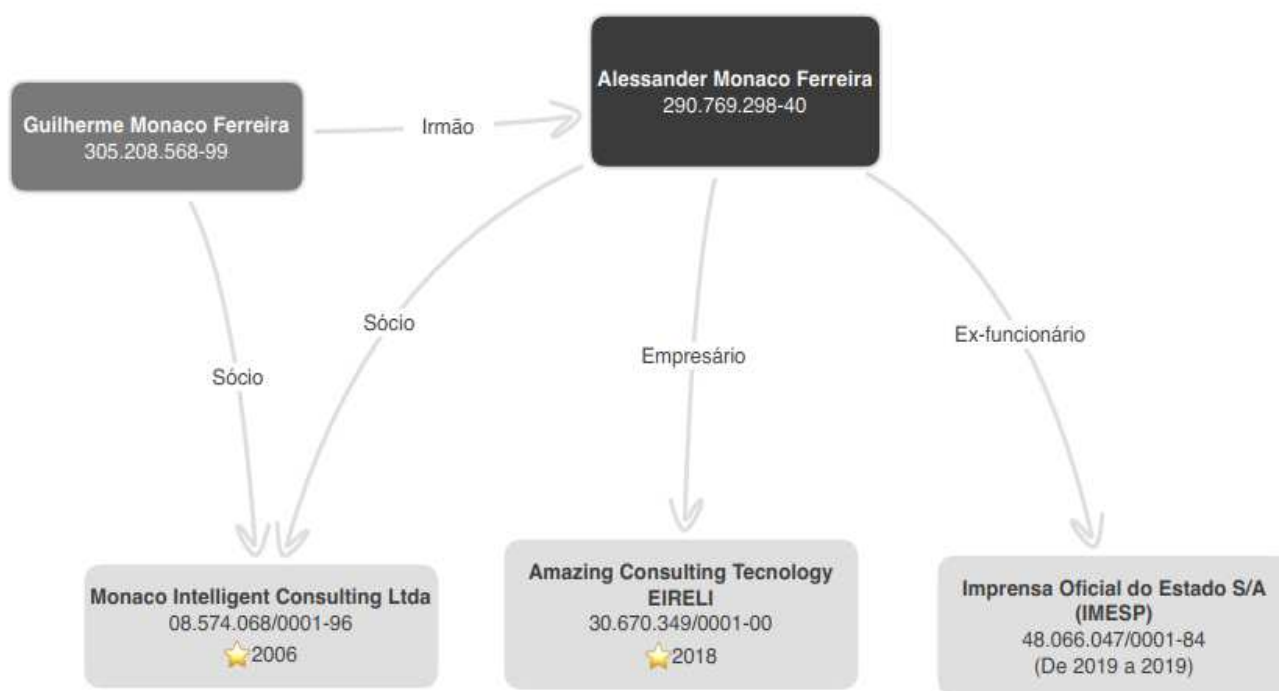 Alessander Monaco Ferreira
290.769.298-40
Guilherme Monaco Ferreira
305.208.568-99
Irmão
Sócio
Sócio
Empresário
Ex-funcionário
Monaco Intelligent Consulting Ltda
08.574.068/0001-96
2006
Amazing Consulting Tecnology
EIRELI
30.670.349/0001-00
2018
Imprensa Oficial do Estado S/A
(IMESP)
48.066.047/0001-84
(De 2019 a 2019)